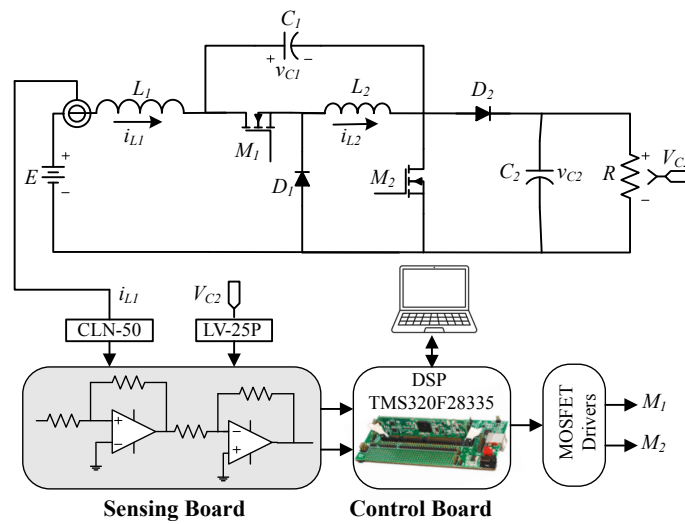 C1
+ vC1 −
L1
L2
D2
iL1
M1
iL2
+
E
−
D1
M2
C2
vC2
+
R
−
VC2
iL1
VC2
CLN-50
LV-25P
DSP
TMS320F28335
MOSFET
Drivers
M1
M2
+
−
−
+
Sensing Board
Control Board